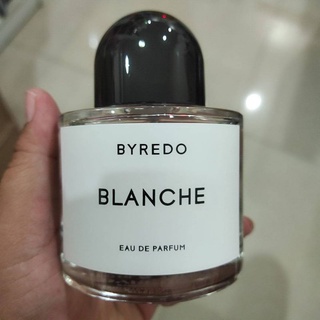 BYREDO
BLANCHE
EAU DE PARFUM